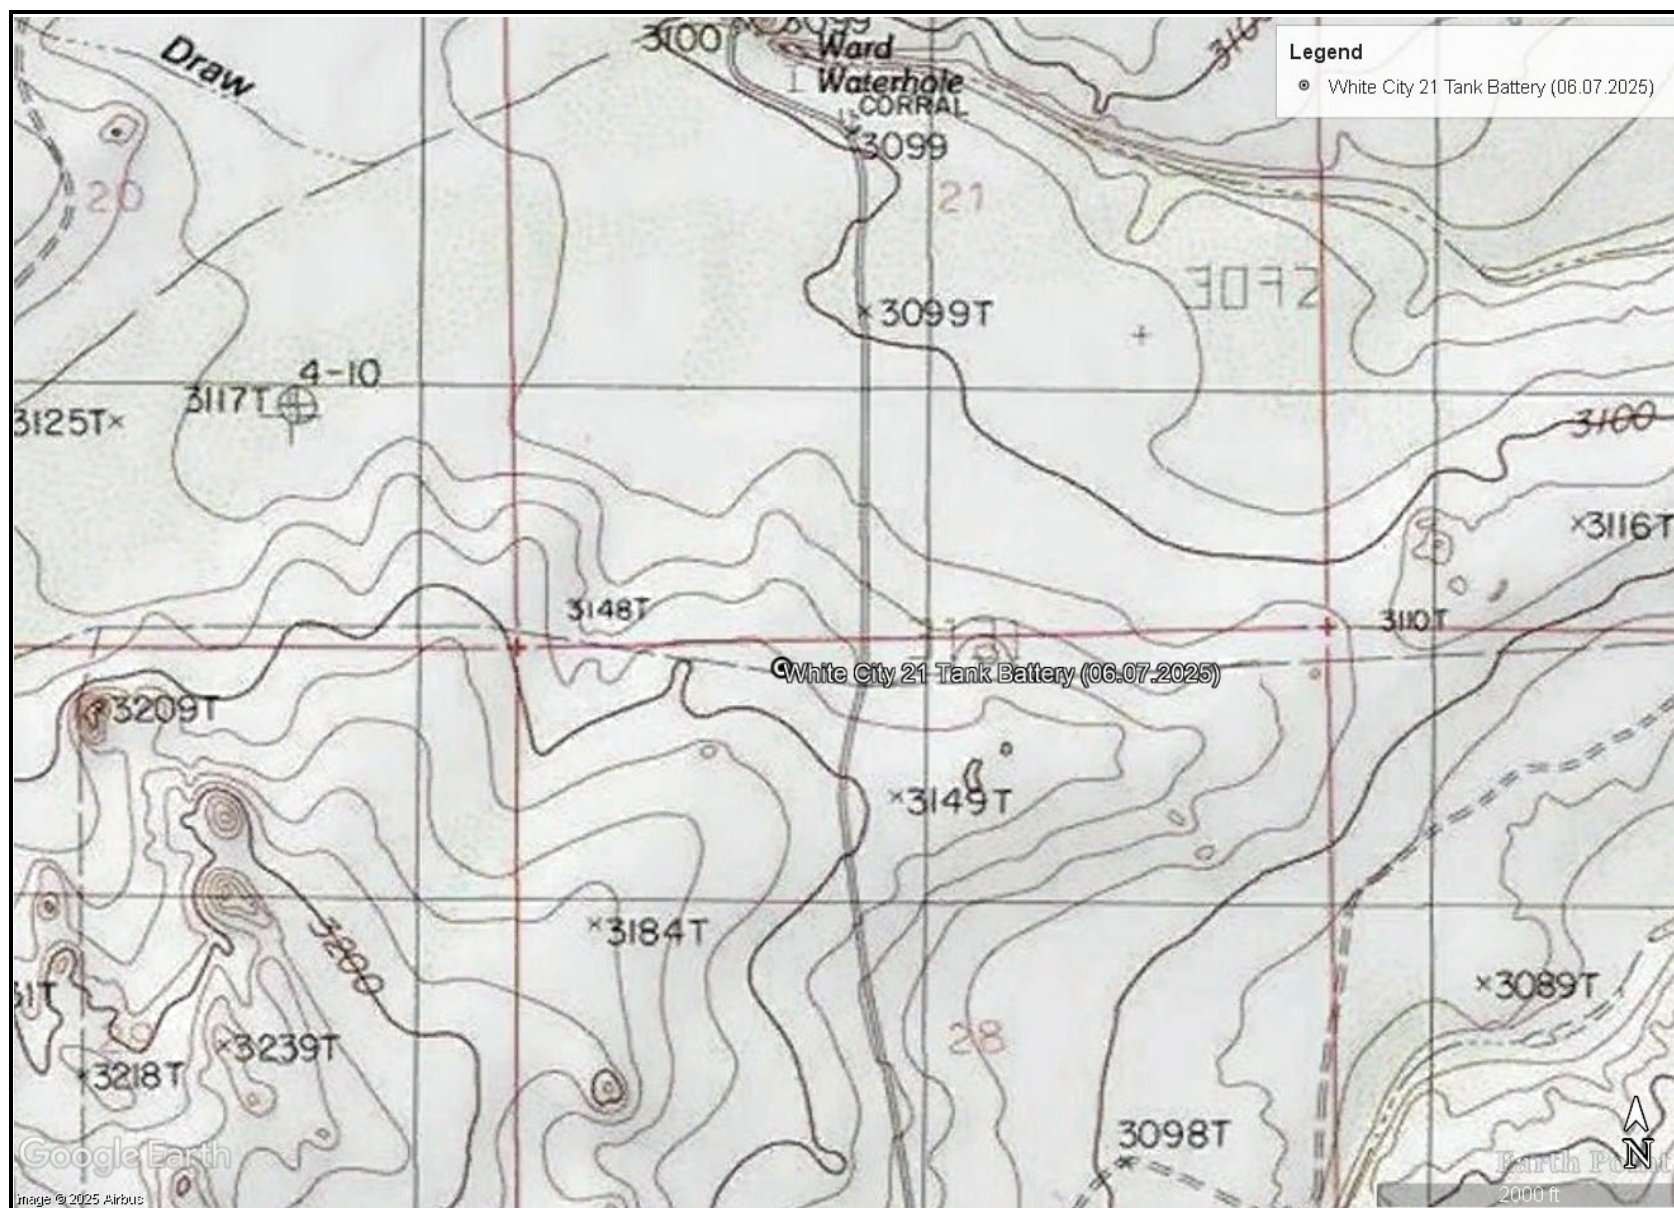 Draw
3100
3099
Ward
Waterhole
CORRAL
3099
Legend
White City 21 Tank Battery (06.07.2025)
20
21
3092
3099T
4-10
3117T
3125T
3100
3116T
3148T
3110T
White City 21 Tank Battery (06.07.2025)
3209T
3149T
3184T
3200
3089T
28
3239T
3218T
3098T
N
Google Earth
Image © 2025 Airbus
2000 ft